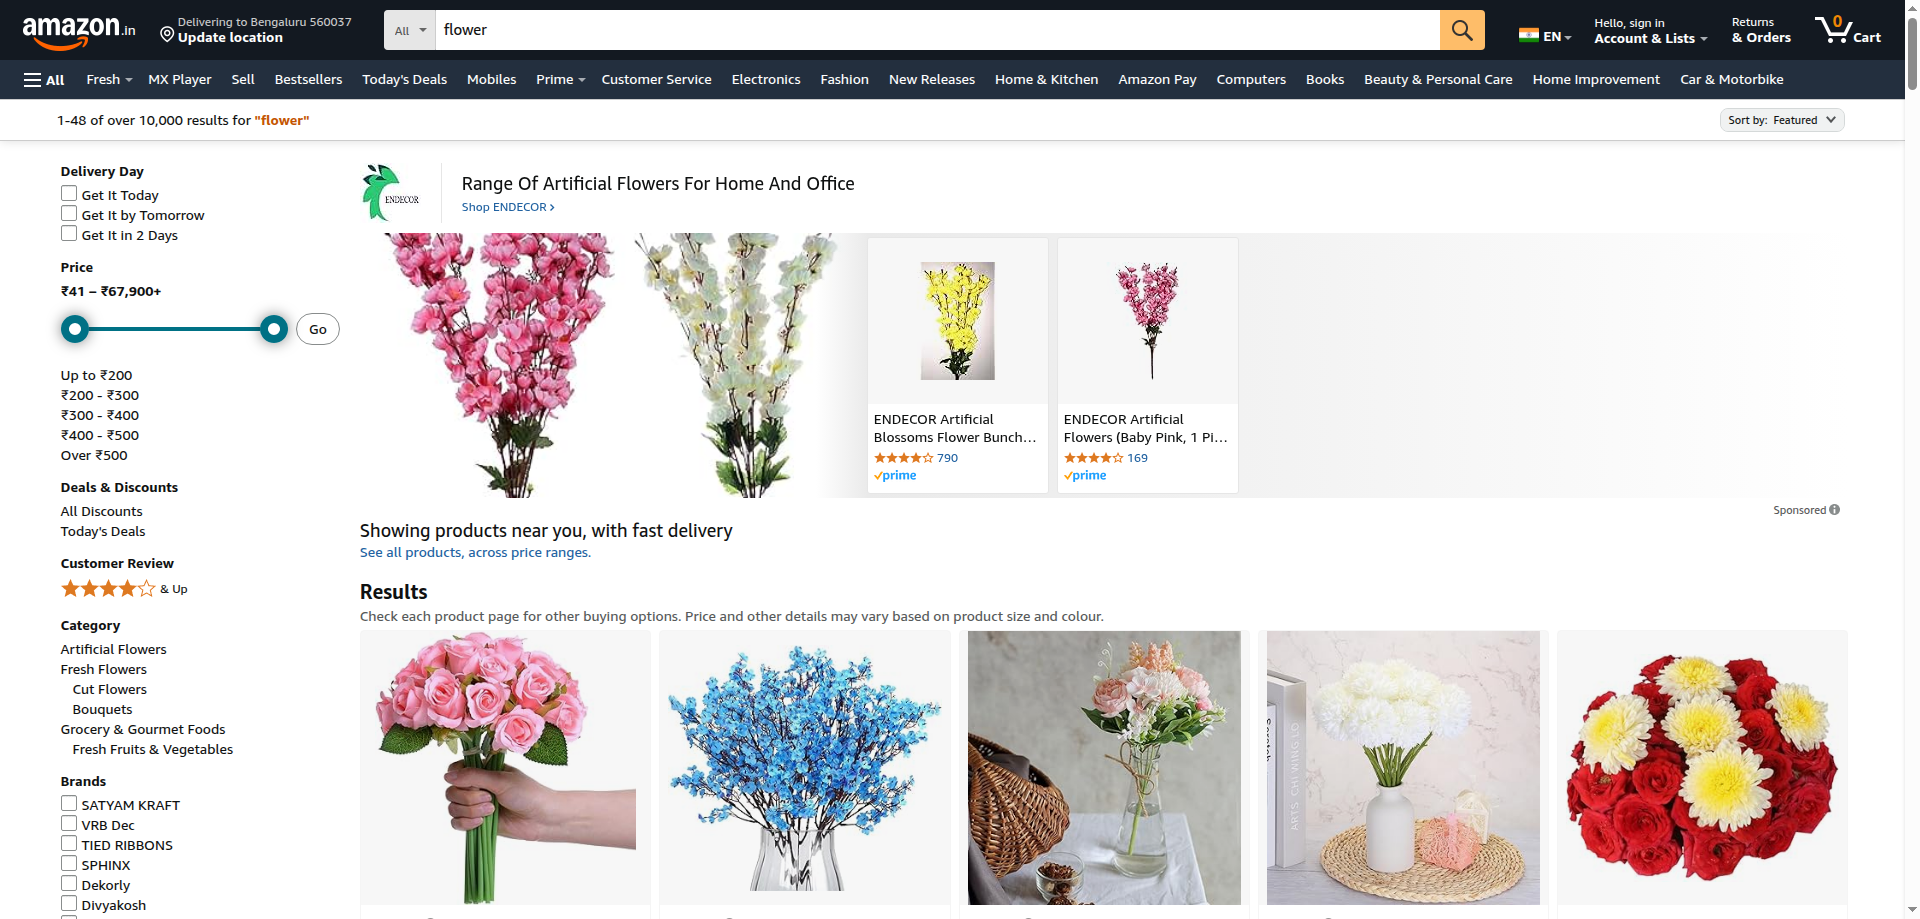 amazon.in
Delivering to Bengaluru 560037
Update location
All
flower
EN
Hello, sign in
Account & Lists
Returns
& Orders
0
Cart
All
Fresh
MX Player
Sell
Bestsellers
Today's Deals
Mobiles
Prime
Customer Service
Electronics
Fashion
New Releases
Home & Kitchen
Amazon Pay
Computers
Books
Beauty & Personal Care
Home Improvement
Car & Motorbike
1-48 of over 10,000 results for "flower"
Sort by: Featured
Delivery Day
Get It Today
Get It by Tomorrow
Get It in 2 Days
Price
₹41 – ₹67,900+
Go
Up to ₹200
₹200 - ₹300
₹300 - ₹400
₹400 - ₹500
Over ₹500
Deals & Discounts
All Discounts
Today's Deals
Customer Review
& Up
Category
Artificial Flowers
Fresh Flowers
Cut Flowers
Bouquets
Grocery & Gourmet Foods
Fresh Fruits & Vegetables
Brands
SATYAM KRAFT
VRB Dec
TIED RIBBONS
SPHINX
Dekorly
Divyakosh
ENDECOR
Range Of Artificial Flowers For Home And Office
Shop ENDECOR ›
ENDECOR Artificial
Blossoms Flower Bunch...
790
prime
ENDECOR Artificial
Flowers (Baby Pink, 1 Pi...
169
prime
Sponsored
Showing products near you, with fast delivery
See all products, across price ranges.
Results
Check each product page for other buying options. Price and other details may vary based on product size and colour.
ARTS CHI WING LO